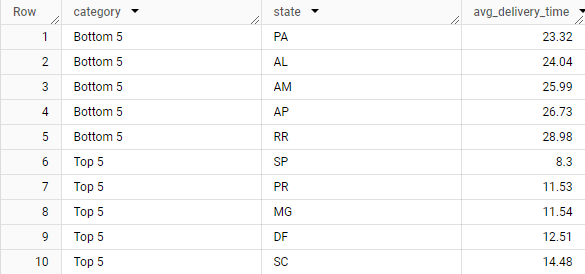 Row category state avg_delivery_time
1 Bottom 5 PA 23.32
2 Bottom 5 AL 24.04
3 Bottom 5 AM 25.99
4 Bottom 5 AP 26.73
5 Bottom 5 RR 28.98
6 Top 5 SP 8.3
7 Top 5 PR 11.53
8 Top 5 MG 11.54
9 Top 5 DF 12.51
10 Top 5 SC 14.48